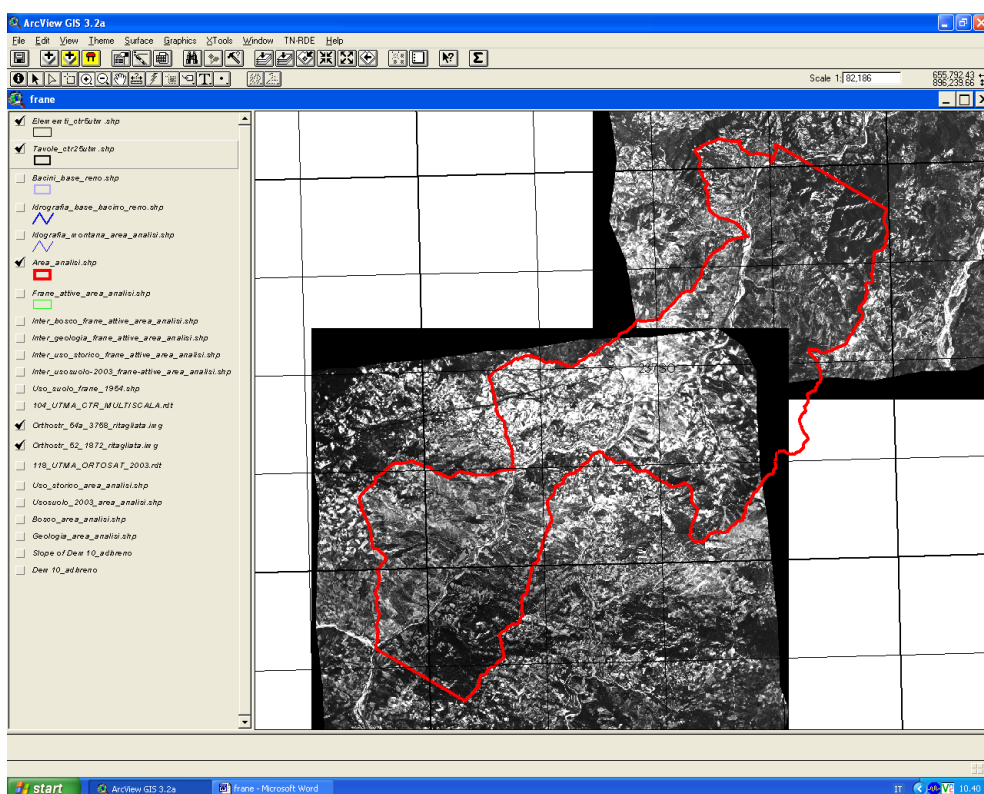 ArcView GIS 3.2a
File Edit View Theme Surface Graphics XTools Window TN-RDE Help
Scale 1: 82,186
655,792.43
896,239.66
frane
Elementi_ctr5utm.shp
Tavole_ctr25utm.shp
Bacini_base_reno.shp
Idrografia_base_bacino_reno.shp
Idografia_montana_area_analisi.shp
Area_analisi.shp
Frane_attive_area_analisi.shp
Inter_bosco_frane_attive_area_analisi.shp
Inter_geologia_frane_attive_area_analisi.shp
Inter_uso_storico_frane_attive_area_analisi.shp
Inter_usosuolo-2003_frane-attive_area_analisi.shp
Uso_suolo_frane_1954.shp
104_UTMA_CTR_MULTISCALA.rdt
Orthostr_54a_3758_ritagliata.img
Orthostr_52_1872_ritagliata.img
118_UTMA_ORTOSAT_2003.rdt
Uso_storico_area_analisi.shp
Usosuolo_2003_area_analisi.shp
Bosco_area_analisi.shp
Geologia_area_analisi.shp
Slope of Dem 10_adbreno
Dem 10_adbreno
start
ArcView GIS 3.2a
frane - Microsoft Word
IT
10.40